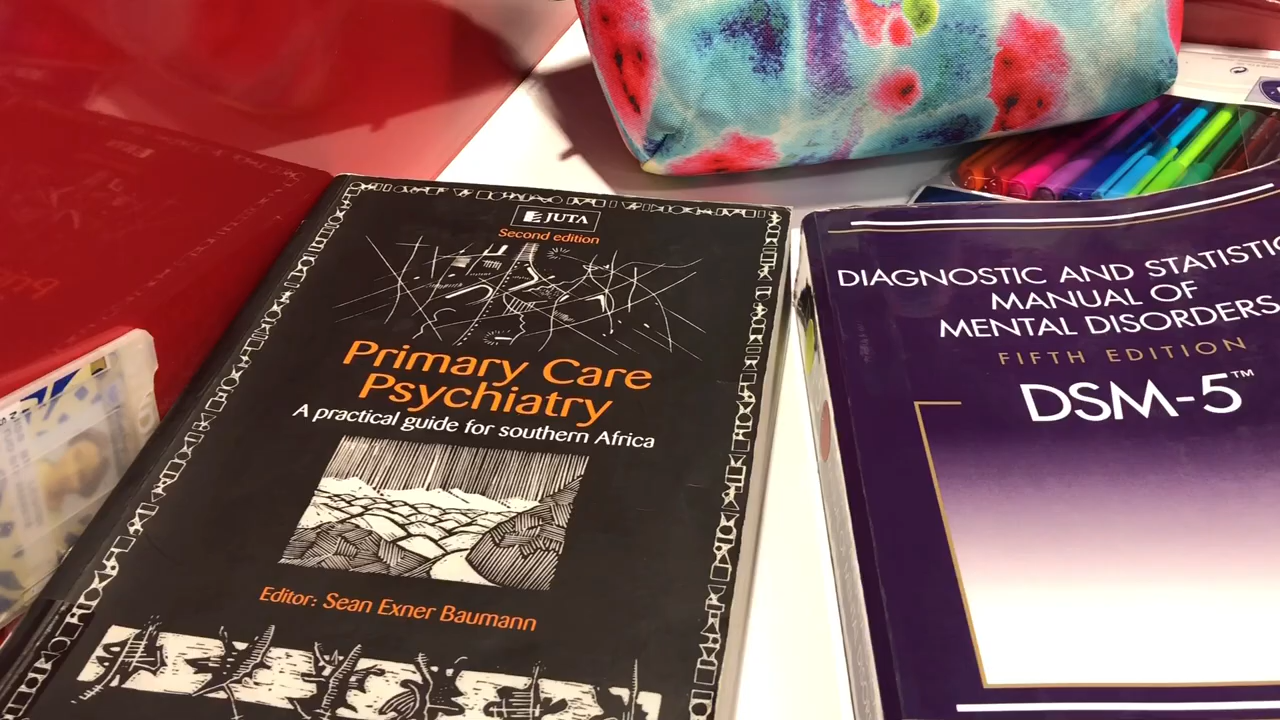 JUTA
Second edition
Primary Care
Psychiatry
A practical guide for southern Africa
Editor: Sean Exner Baumann
DIAGNOSTIC AND STATISTIC
MANUAL OF
MENTAL DISORDERS
FIFTH EDITION
DSM-5™